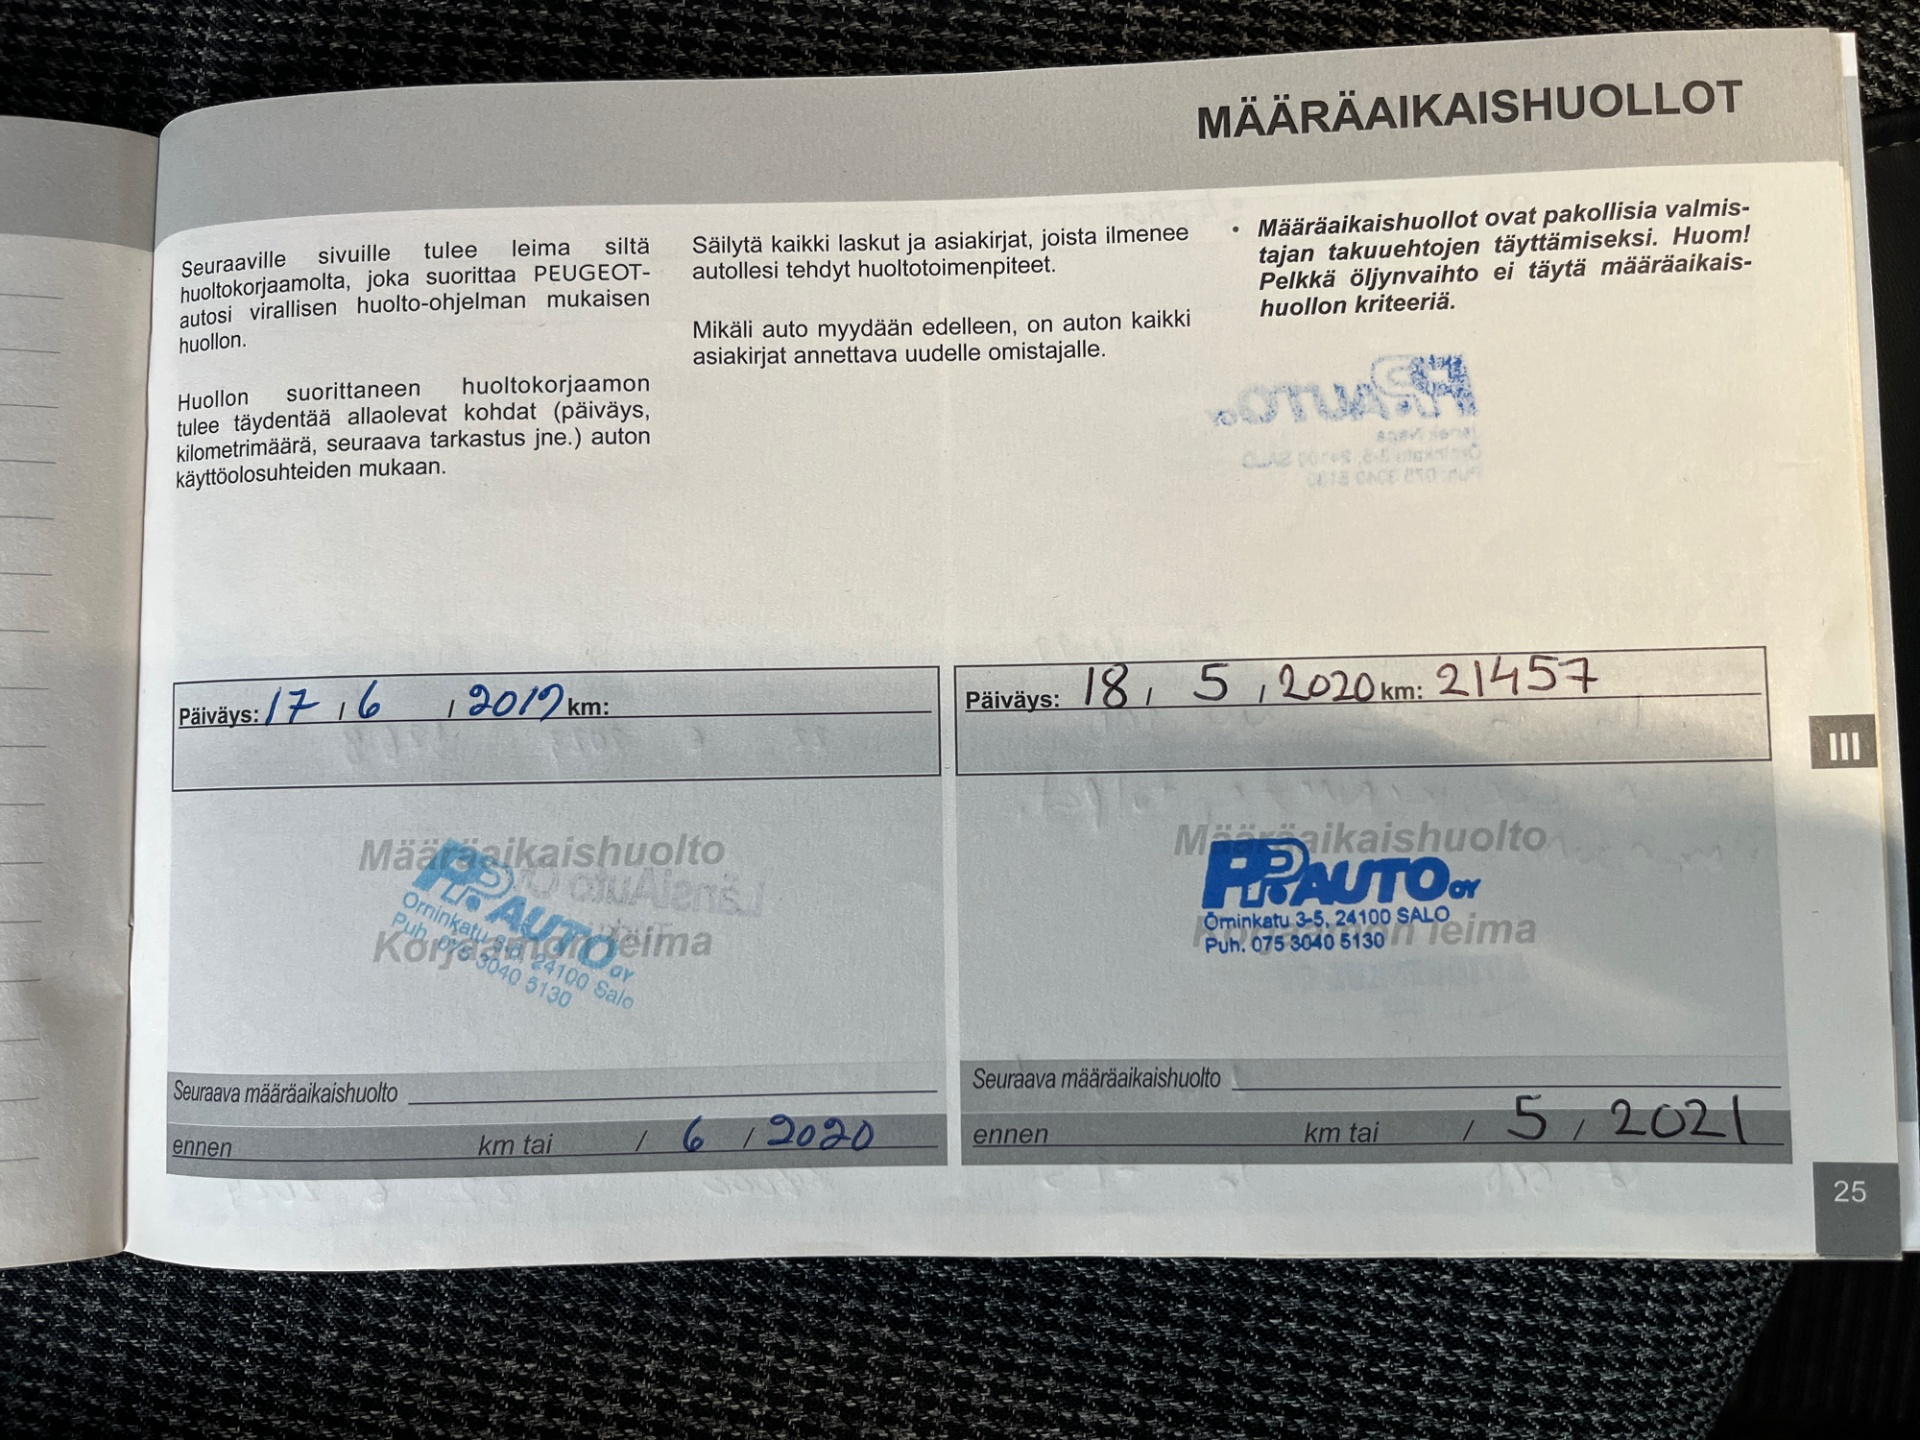 MÄÄRÄAIKAISHUOLLOT
Seuraaville sivuille tulee leima siltä
huoltokorjaamolta, joka suorittaa PEUGEOT-
autosi virallisen huolto-ohjelman mukaisen
huollon.
Huollon suorittaneen huoltokorjaamon
tulee täydentää allaolevat kohdat (päiväys,
kilometrimäärä, seuraava tarkastus jne.) auton
käyttöolosuhteiden mukaan.
Säilytä kaikki laskut ja asiakirjat, joista ilmenee
autollesi tehdyt huoltotoimenpiteet.
Mikäli auto myydään edelleen, on auton kaikki
asiakirjat annettava uudelle omistajalle.
• Määräaikaishuollot ovat pakollisia valmis-
tajan takuuehtojen täyttämiseksi. Huom!
Pelkkä öljynvaihto ei täytä määräaikais-
huollon kriteeriä.
Päiväys: 17 / 6 / 2019 km:
Määräaikaishuolto
PP.AUTO OY
Örninkatu 3-5, 24100 Salo
Puh. 075 3040 5130
Korjaamon leima
Seuraava määräaikaishuolto
ennen km tai / 6 / 2020
Päiväys: 18 / 5 / 2020 km: 21457
Määräaikaishuolto
PP.AUTO OY
Örninkatu 3-5, 24100 SALO
Puh. 075 3040 5130
Korjaamon leima
Seuraava määräaikaishuolto
ennen km tai / 5 / 2021
III
25